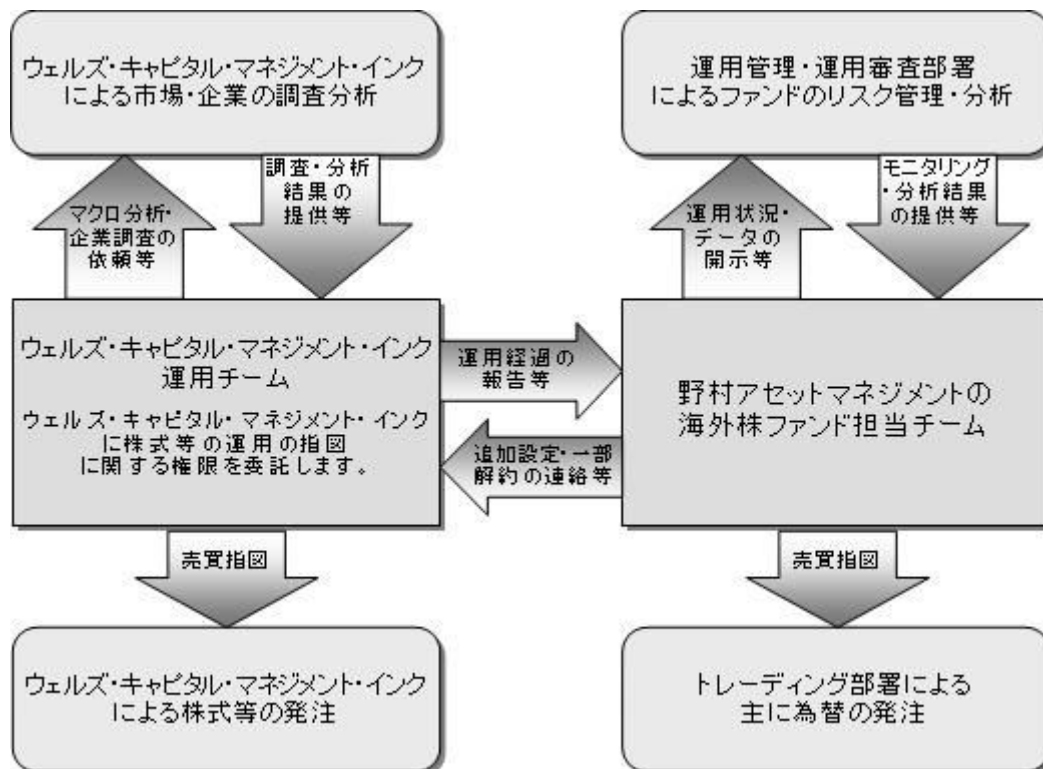 ウェルズ・キャピタル・マネジメント・インク
による市場・企業の調査分析
運用管理・運用審査部署
によるファンドのリスク管理・分析
マクロ分析・
企業調査の
依頼等
調査・分析
結果の
提供等
運用状況・
データの
開示等
モニタリング
・分析結果
の提供等
ウェルズ・キャピタル・マネジメント・インク
運用チーム
ウェルズ・キャピタル・マネジメント・インク
に株式等の運用の指図
に関する権限を委託します。
運用経過の
報告等
追加設定・一部
解約の連絡等
野村アセットマネジメントの
海外株ファンド担当チーム
売買指図
売買指図
ウェルズ・キャピタル・マネジメント・インク
による株式等の発注
トレーディング部署による
主に為替の発注